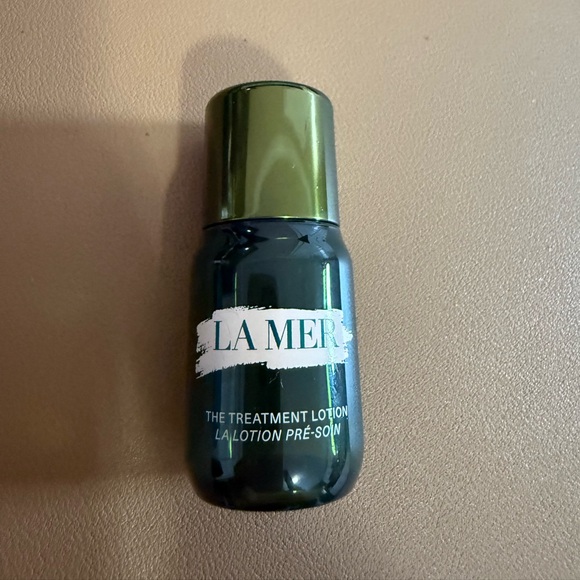 LA MER
THE TREATMENT LOTION
LA LOTION PRÉ-SOIN